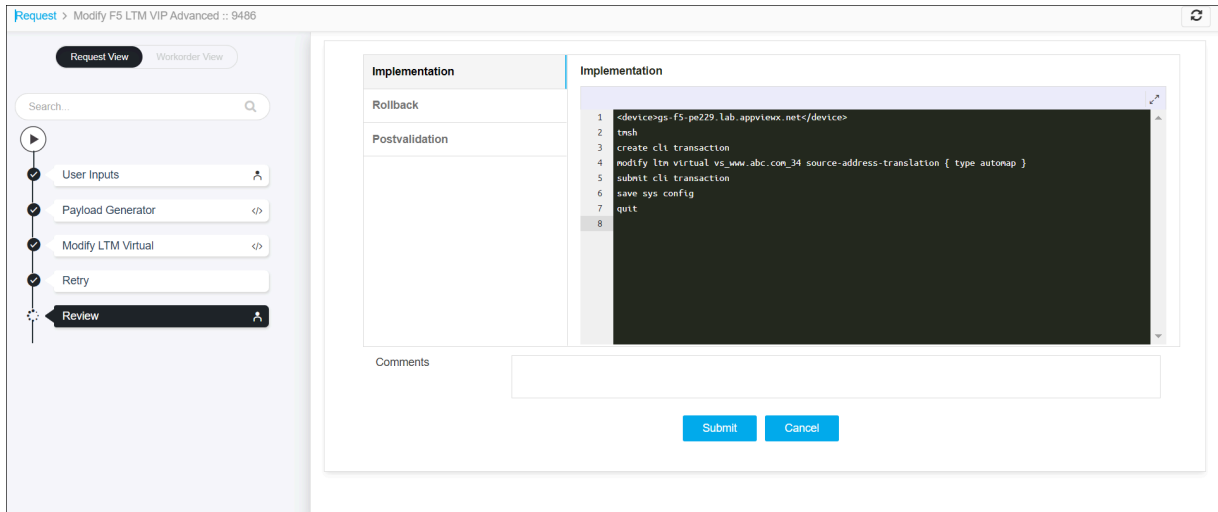 Request > Modify F5 LTM VIP Advanced :: 9486
Request View
Workorder View
Search...
User Inputs
Payload Generator </>
Modify LTM Virtual </>
Retry
Review
Implementation
Rollback
Postvalidation
Implementation
1 <device>gs-f5-pe229.lab.appviewx.net</device>
2 tmsh
3 create cli transaction
4 modify ltm virtual vs_www.abc.com_34 source-address-translation { type automap }
5 submit cli transaction
6 save sys config
7 quit
8
Comments
Submit
Cancel